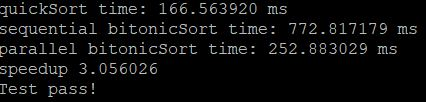 quickSort time: 166.563920 ms
sequential bitonicSort time: 772.817179 ms
parallel bitonicSort time: 252.883029 ms
speedup 3.056026
Test pass!